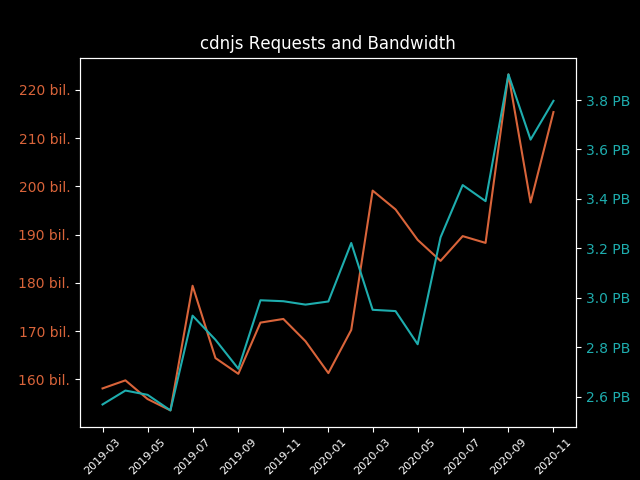 cdnjs Requests and Bandwidth
220 bil.
210 bil.
200 bil.
190 bil.
180 bil.
170 bil.
160 bil.
3.8 PB
3.6 PB
3.4 PB
3.2 PB
3.0 PB
2.8 PB
2.6 PB
2019-03
2019-05
2019-07
2019-09
2019-11
2020-01
2020-03
2020-05
2020-07
2020-09
2020-11